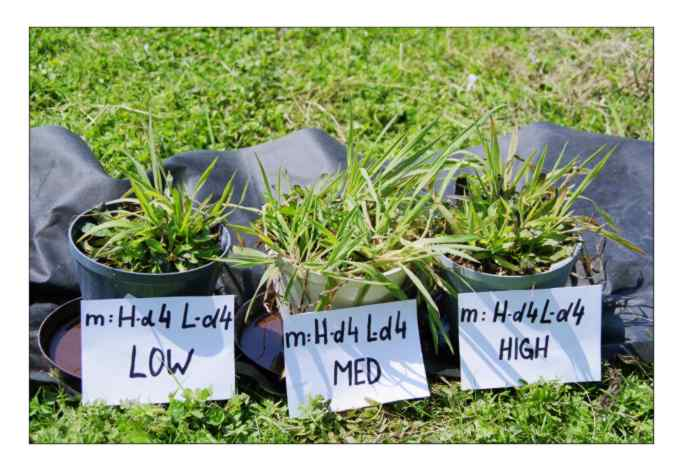 m: H-d4 L-d4
LOW
m: H-d4 L-d4
MED
m: H-d4 L-d4
HIGH